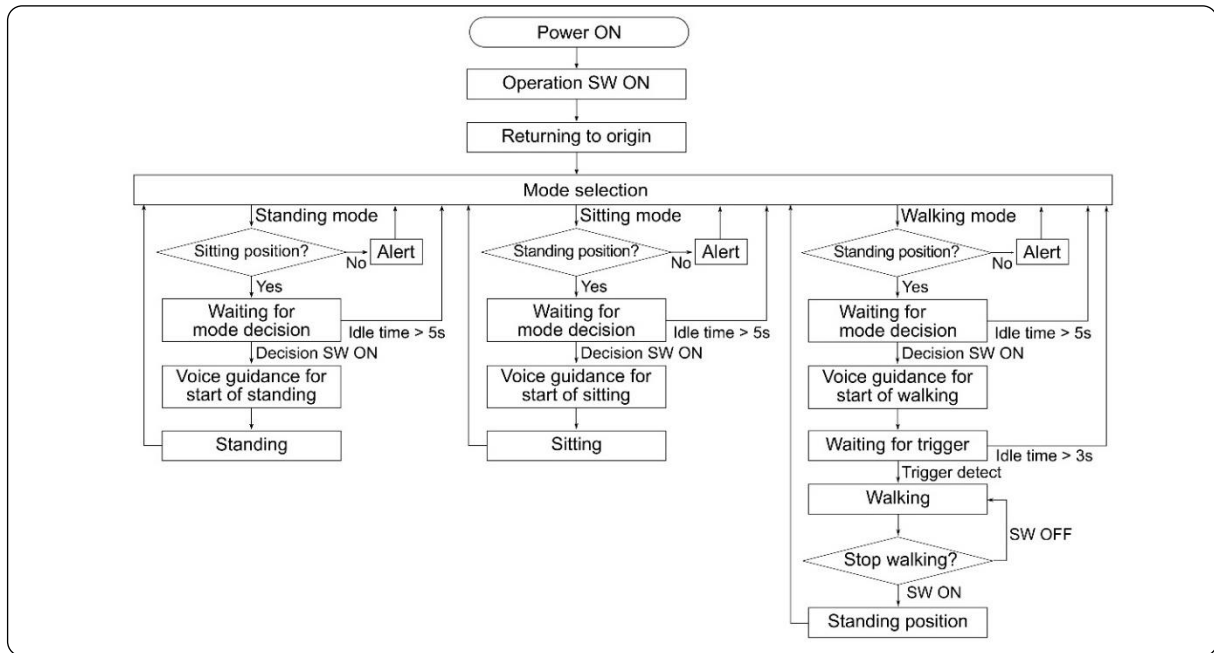 Power ON
Operation SW ON
Returning to origin
Mode selection
Standing mode
Sitting position?
No
Alert
Yes
Waiting for
mode decision
Idle time > 5s
Decision SW ON
Voice guidance for
start of standing
Standing
Sitting mode
Standing position?
No
Alert
Yes
Waiting for
mode decision
Idle time > 5s
Decision SW ON
Voice guidance for
start of sitting
Sitting
Walking mode
Standing position?
No
Alert
Yes
Waiting for
mode decision
Idle time > 5s
Decision SW ON
Voice guidance for
start of walking
Waiting for trigger
Idle time > 3s
Trigger detect
Walking
SW OFF
Stop walking?
SW ON
Standing position